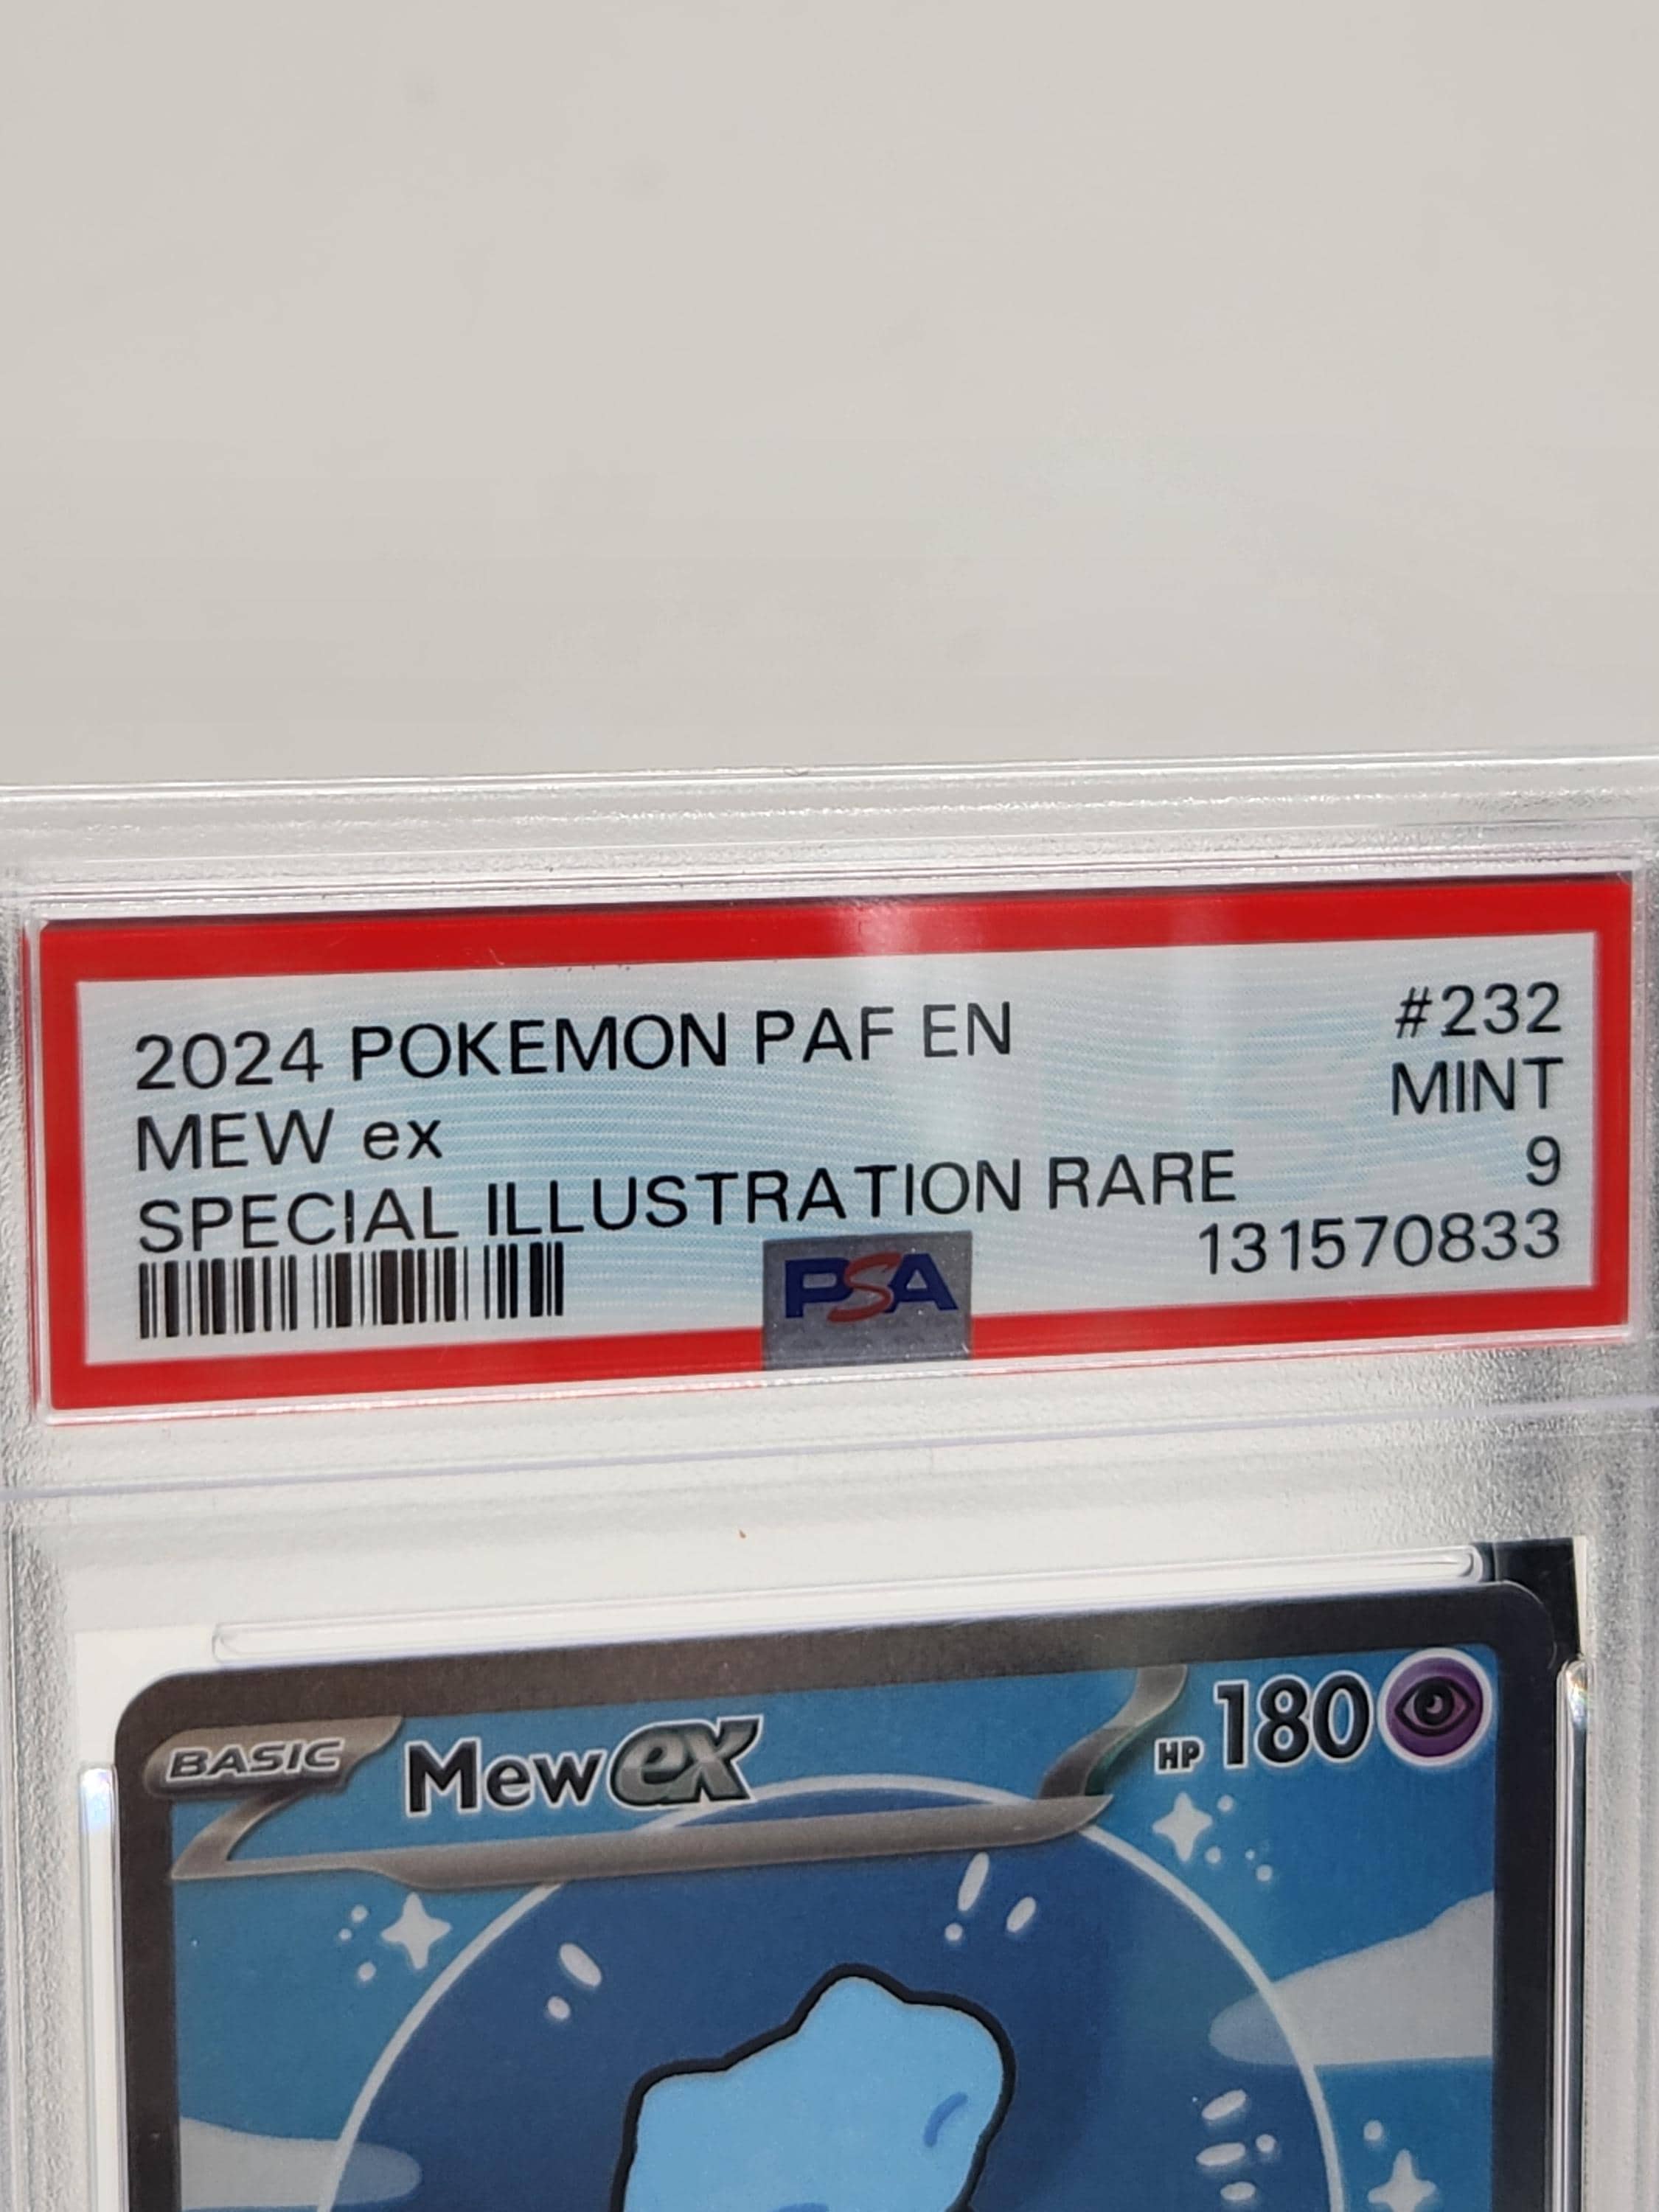 2024 POKEMON PAF EN #232
MEW ex MINT
SPECIAL ILLUSTRATION RARE 9
PSA 131570833
BASIC Mew ex HP 180